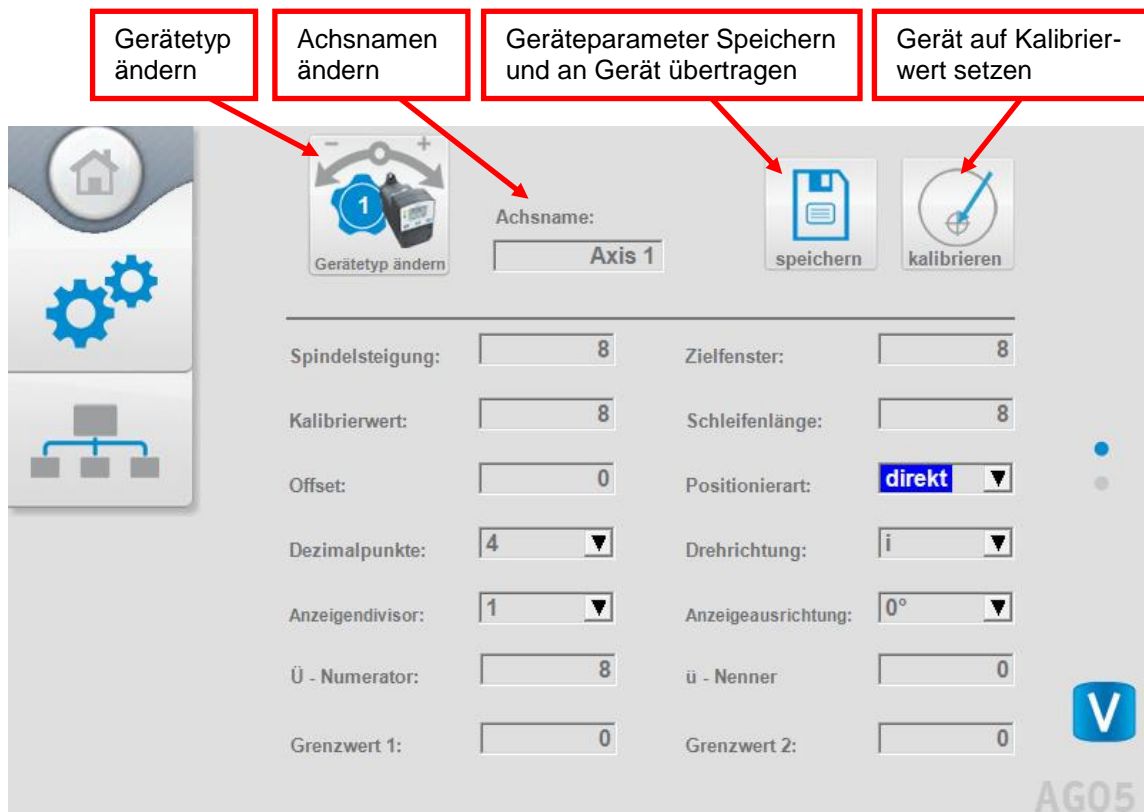 Gerätetyp
ändern
Achsnamen
ändern
Geräteparameter Speichern
und an Gerät übertragen
Gerät auf Kalibrier-
wert setzen
- +
1
Gerätetyp ändern
Achsname:
Axis 1
speichern
kalibrieren
Spindelsteigung: 8 Zielfenster: 8
Kalibrierwert: 8 Schleifenlänge: 8
Offset: 0 Positionierart: direkt
Dezimalpunkte: 4 Drehrichtung: i
Anzeigendivisor: 1 Anzeigeausrichtung: 0°
Ü - Numerator: 8 ü - Nenner 0
Grenzwert 1: 0 Grenzwert 2: 0
V
AG05